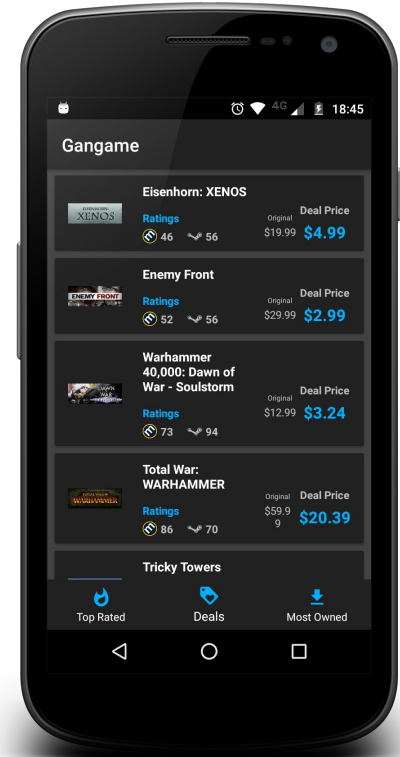 4G 18:45
Gangame
Eisenhorn: XENOS
XENOS
Ratings
46 56
Original
$19.99
Deal Price
$4.99
Enemy Front
ENEMY FRONT
Ratings
52 56
Original
$29.99
Deal Price
$2.99
Warhammer
40,000: Dawn of
War - Soulstorm
DAWN
WAR
Ratings
73 94
Original
$12.99
Deal Price
$3.24
Total War:
WARHAMMER
WARHAMMER
Ratings
86 70
Original
$59.9
9
Deal Price
$20.39
Tricky Towers
Top Rated
Deals
Most Owned